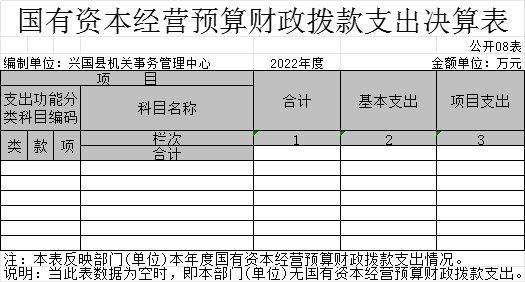 国有资本经营预算财政拨款支出决算表
公开08表
编制单位：兴国县机关事务管理中心 2022年度 金额单位：万元
项 目 合计 基本支出 项目支出
支出功能分类科目编码 科目名称
类 款 项 栏次 1 2 3
合计
注：本表反映部门(单位)本年度国有资本经营预算财政拨款支出情况。
说明：当此表数据为空时，即本部门(单位)无国有资本经营预算财政拨款支出。